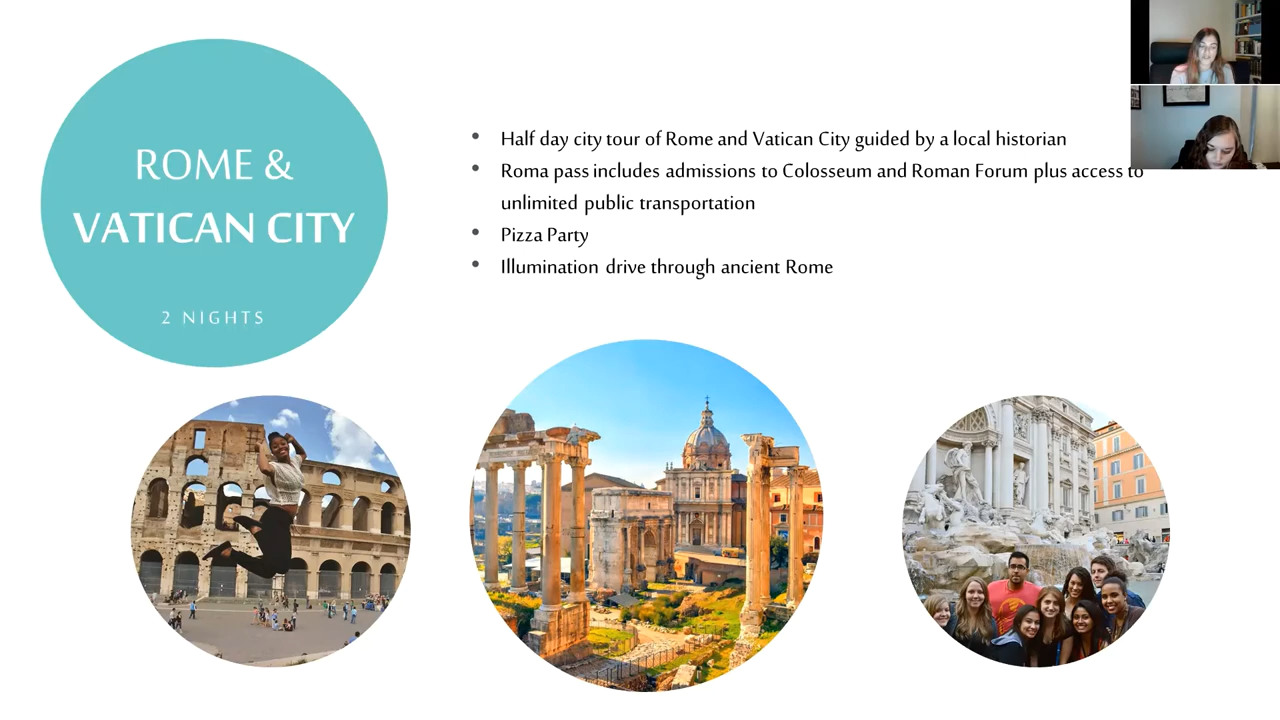 ROME &
VATICAN CITY
2 NIGHTS
• Half day city tour of Rome and Vatican City guided by a local historian
• Roma pass includes admissions to Colosseum and Roman Forum plus access to
unlimited public transportation
• Pizza Party
• Illumination drive through ancient Rome